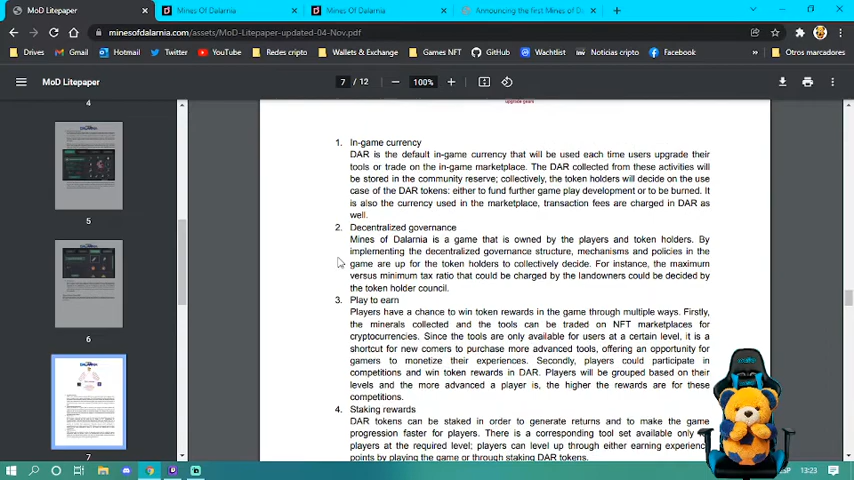 MoD Litepaper
Mines Of Dalarnia
Mines Of Dalarnia
Announcing the first Mines of Da
minesofdalarnia.com/assets/MoD-Litepaper-updated-04-Nov.pdf
Drives
Gmail
Hotmail
Twitter
YouTube
Redes cripto
Wallets & Exchange
Games NFT
GitHub
Wachtlist
Noticias cripto
Facebook
Otros marcadores
MoD Litepaper
7 / 12
100%
4
5
6
7
upgrade gears
1. In-game currency
DAR is the default in-game currency that will be used each time users upgrade their
tools or trade on the in-game marketplace. The DAR collected from these activities will
be stored in the community reserve; collectively, the token holders will decide on the use
case of the DAR tokens: either to fund further game play development or to be burned. It
is also the currency used in the marketplace, transaction fees are charged in DAR as
well.
2. Decentralized governance
Mines of Dalarnia is a game that is owned by the players and token holders. By
implementing the decentralized governance structure, mechanisms and policies in the
game are up for the token holders to collectively decide. For instance, the maximum
versus minimum tax ratio that could be charged by the landowners could be decided by
the token holder council.
3. Play to earn
Players have a chance to win token rewards in the game through multiple ways. Firstly,
the minerals collected and the tools can be traded on NFT marketplaces for
cryptocurrencies. Since the tools are only available for users at a certain level, it is a
shortcut for new comers to purchase more advanced tools, offering an opportunity for
gamers to monetize their experiences. Secondly, players could participate in
competitions and win token rewards in DAR. Players will be grouped based on their
levels and the more advanced a player is, the higher the rewards are for these
competitions.
4. Staking rewards
DAR tokens can be staked in order to generate returns and to make the game
progression faster for players. There is a corresponding tool set available only
players at the required level; players can level up through either earning experienc
points by playing the game or through staking DAR tokens.
13:23